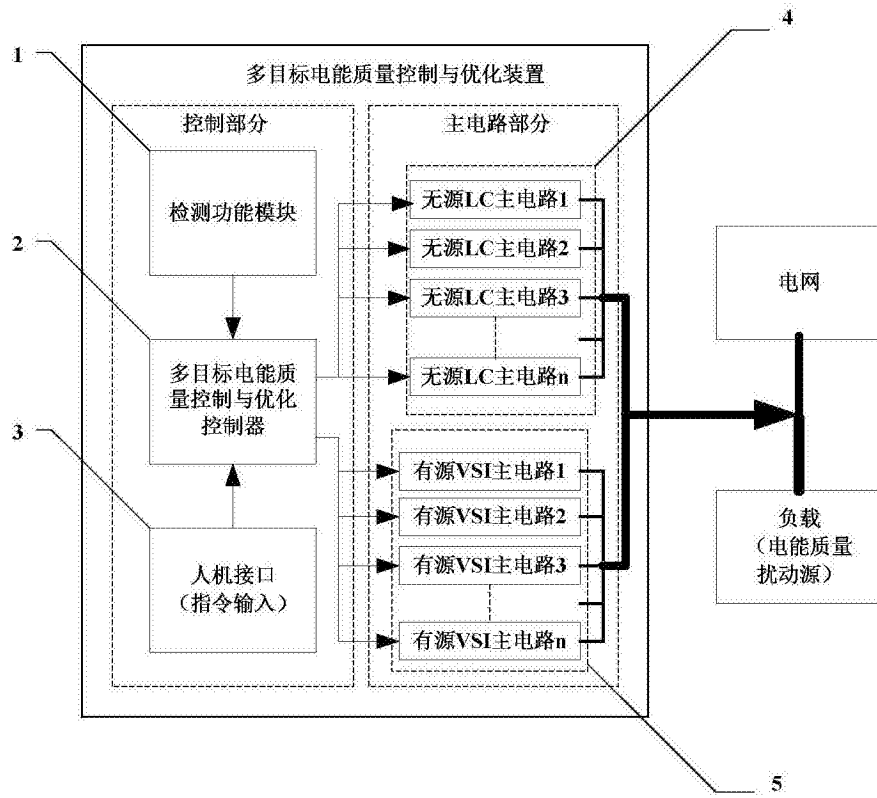 多目标电能质量控制与优化装置
1
4
控制部分
主电路部分
检测功能模块
2
多目标电能质
量控制与优化
控制器
3
人机接口
（指令输入）
无源LC主电路1
无源LC主电路2
无源LC主电路3
无源LC主电路n
有源VSI主电路1
有源VSI主电路2
有源VSI主电路3
有源VSI主电路n
5
电网
负载
（电能质量
扰动源）